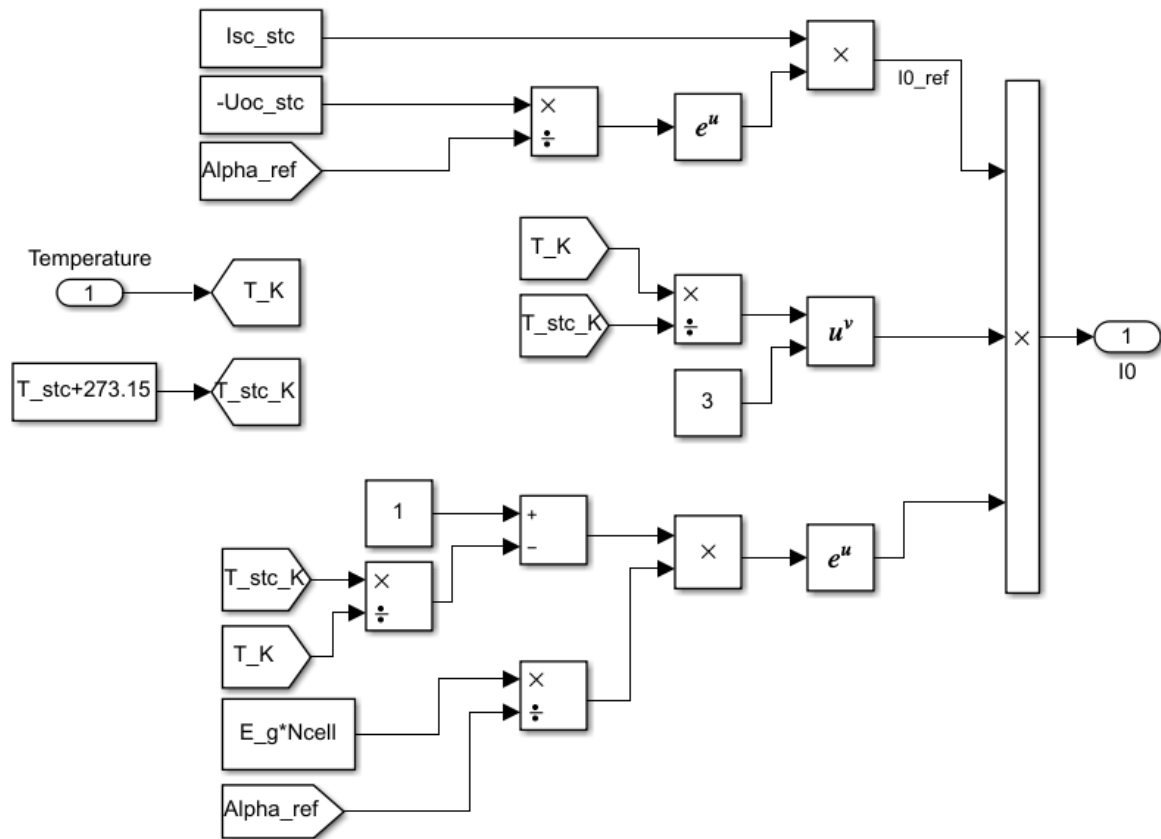 Isc_stc
×
I0_ref
-Uoc_stc
×
÷
e^u
Alpha_ref
T_K
Temperature
1
T_K
×
÷
T_stc_K
u^v
×
1
I0
T_stc+273.15
T_stc_K
3
1
+
−
×
e^u
T_stc_K
×
÷
T_K
×
÷
E_g*Ncell
Alpha_ref